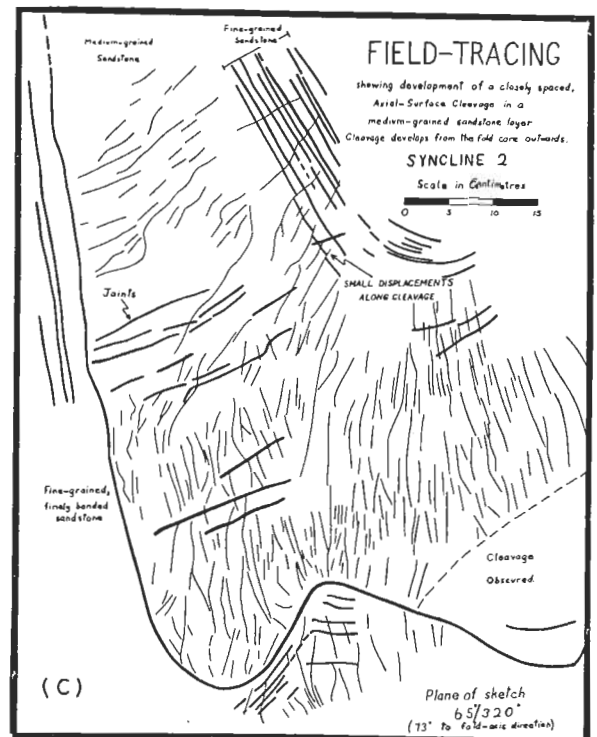 Medium-grained
Sandstone
Fine-grained
Sandstone
FIELD-TRACING
showing development of a closely spaced,
Axial-Surface Cleavage in a
medium-grained sandstone layer
Cleavage develops from the fold core outwards.
SYNCLINE 2
Scale in Centimetres
0 5 10 15
SMALL DISPLACEMENTS
ALONG CLEAVAGE
Joints
Fine-grained,
finely banded
sandstone
Cleavage
Obscured
(C)
Plane of sketch
65°/320°
(73° to fold-axis direction)